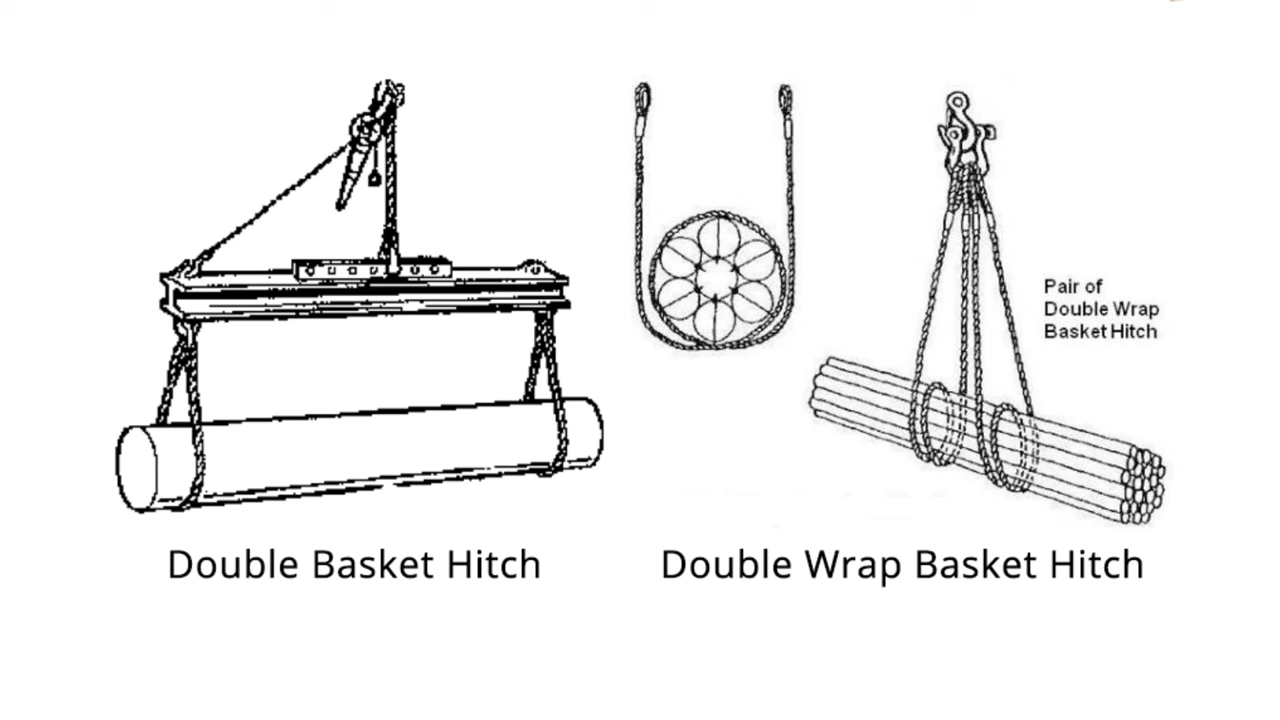 Pair of
Double Wrap
Basket Hitch
Double Basket Hitch
Double Wrap Basket Hitch